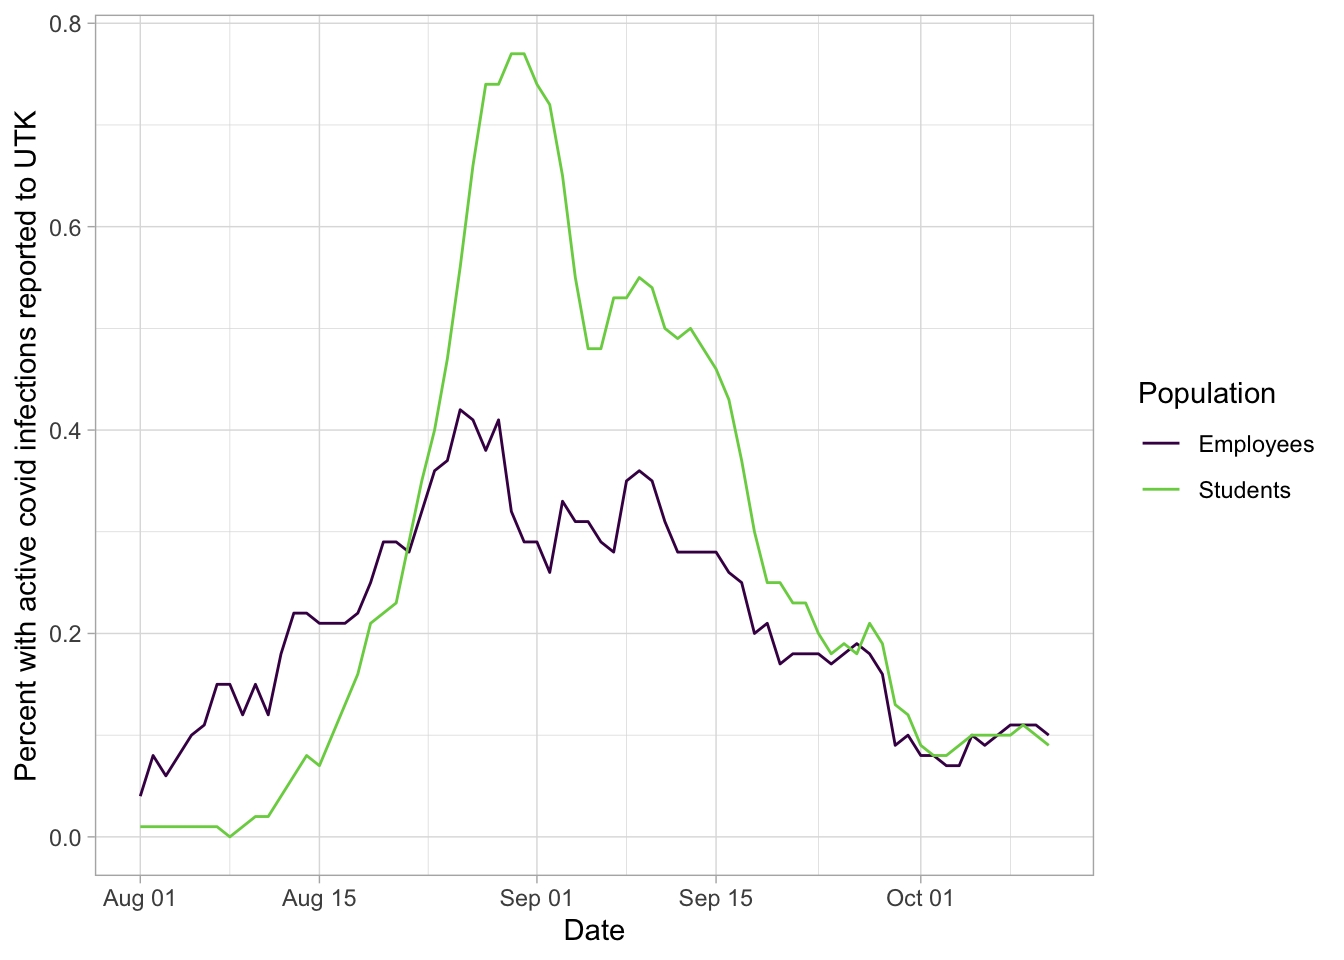 Percent with active covid infections reported to UTK
0.8
0.6
0.4
0.2
0.0
Aug 01
Aug 15
Sep 01
Sep 15
Oct 01
Date
Population
Employees
Students